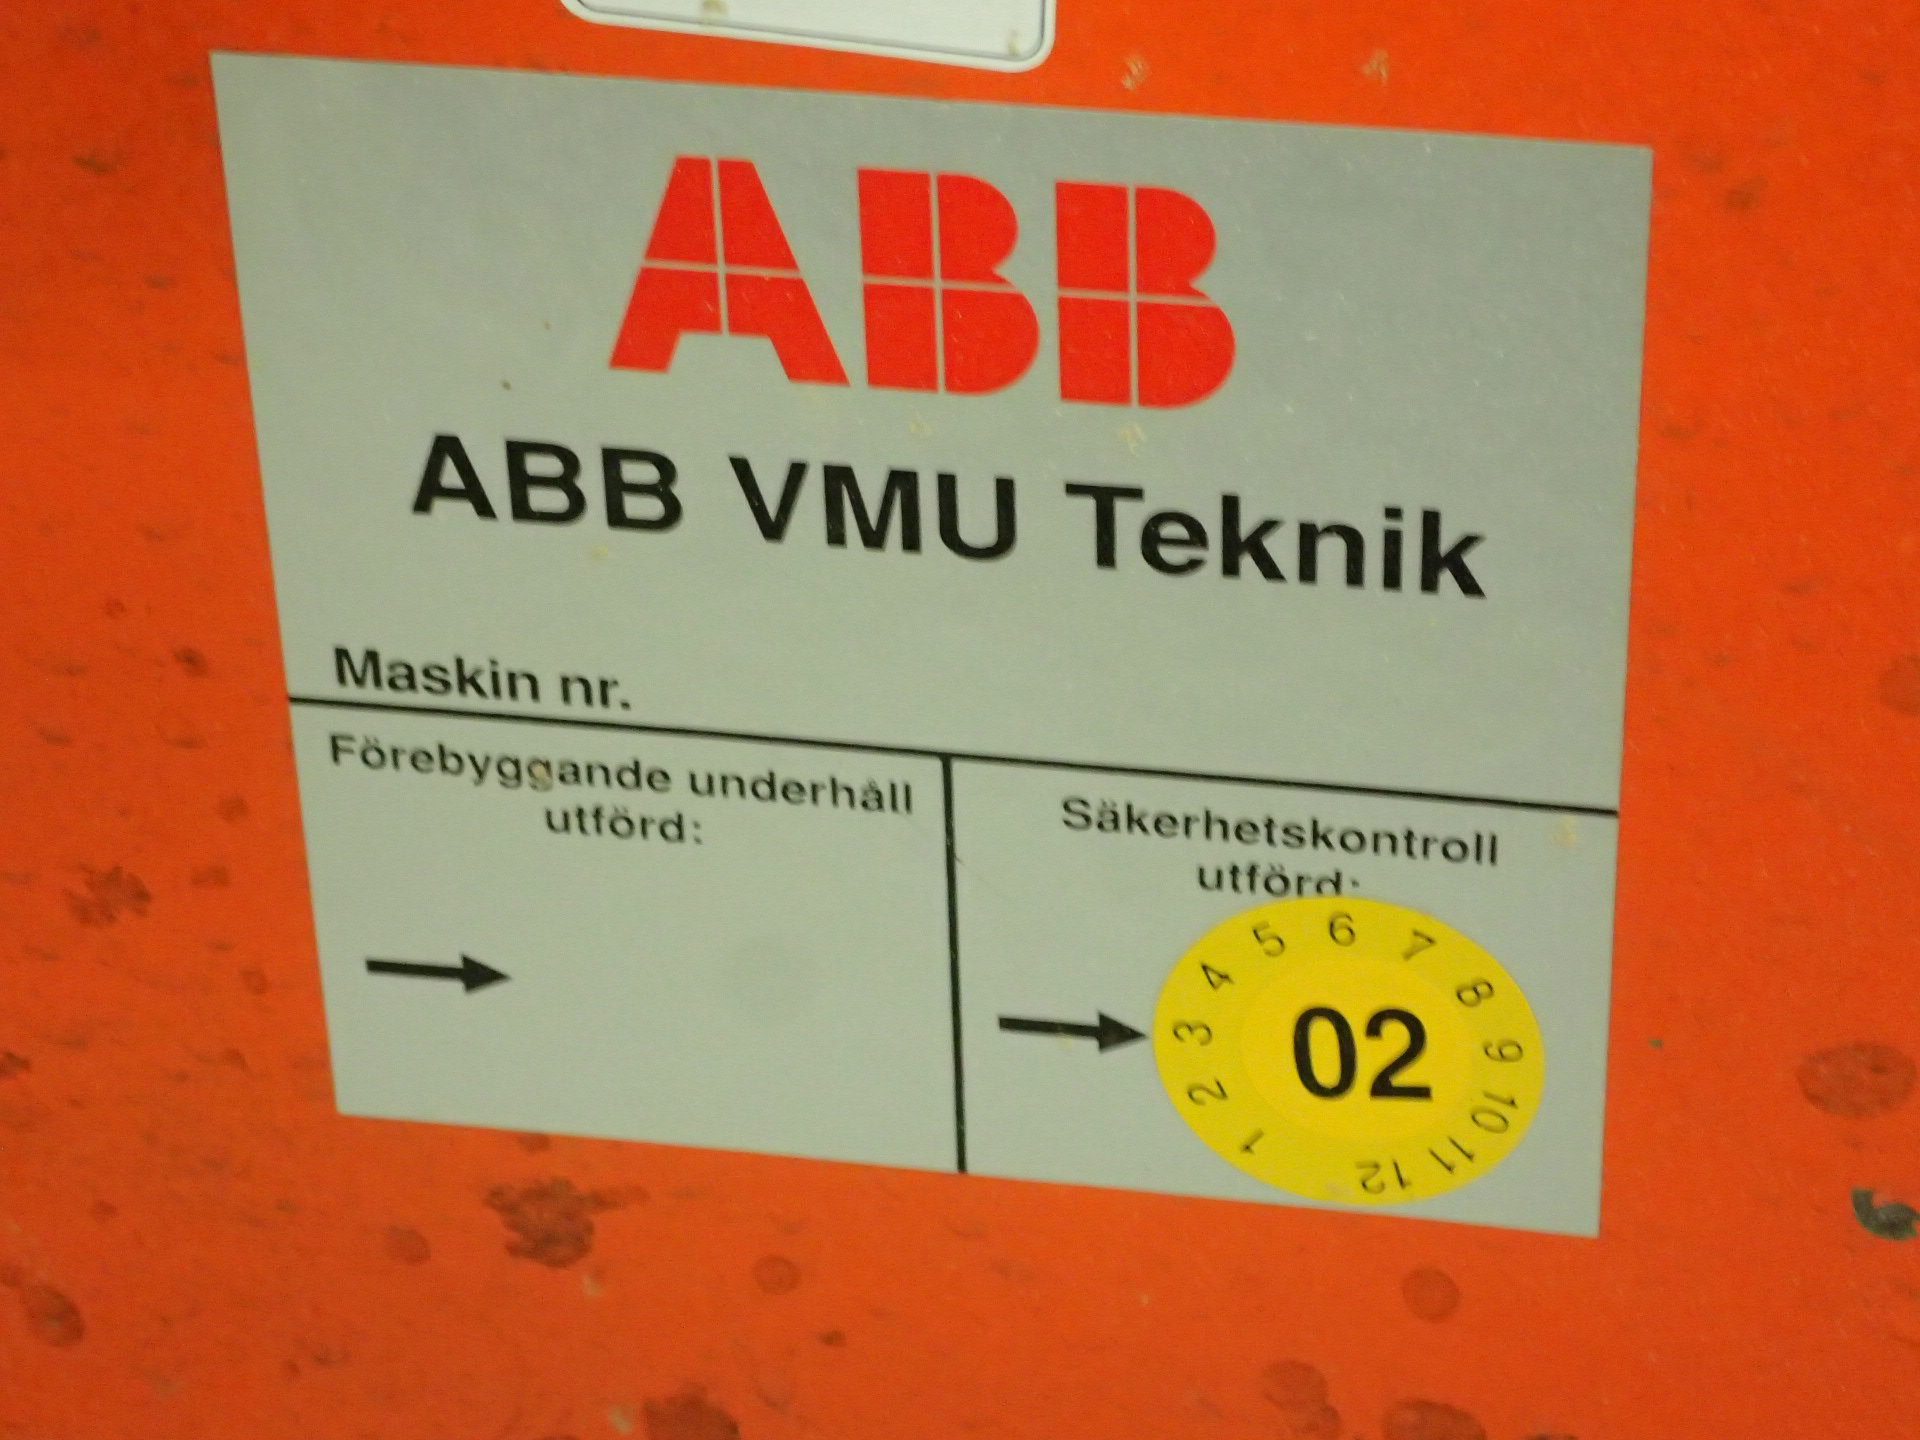 ABB
ABB VMU Teknik
Maskin nr.
Förebyggande underhåll
utförd:
Säkerhetskontroll
utförd:
1 2 3 4 5 6 7 8 9 10 11 12
02